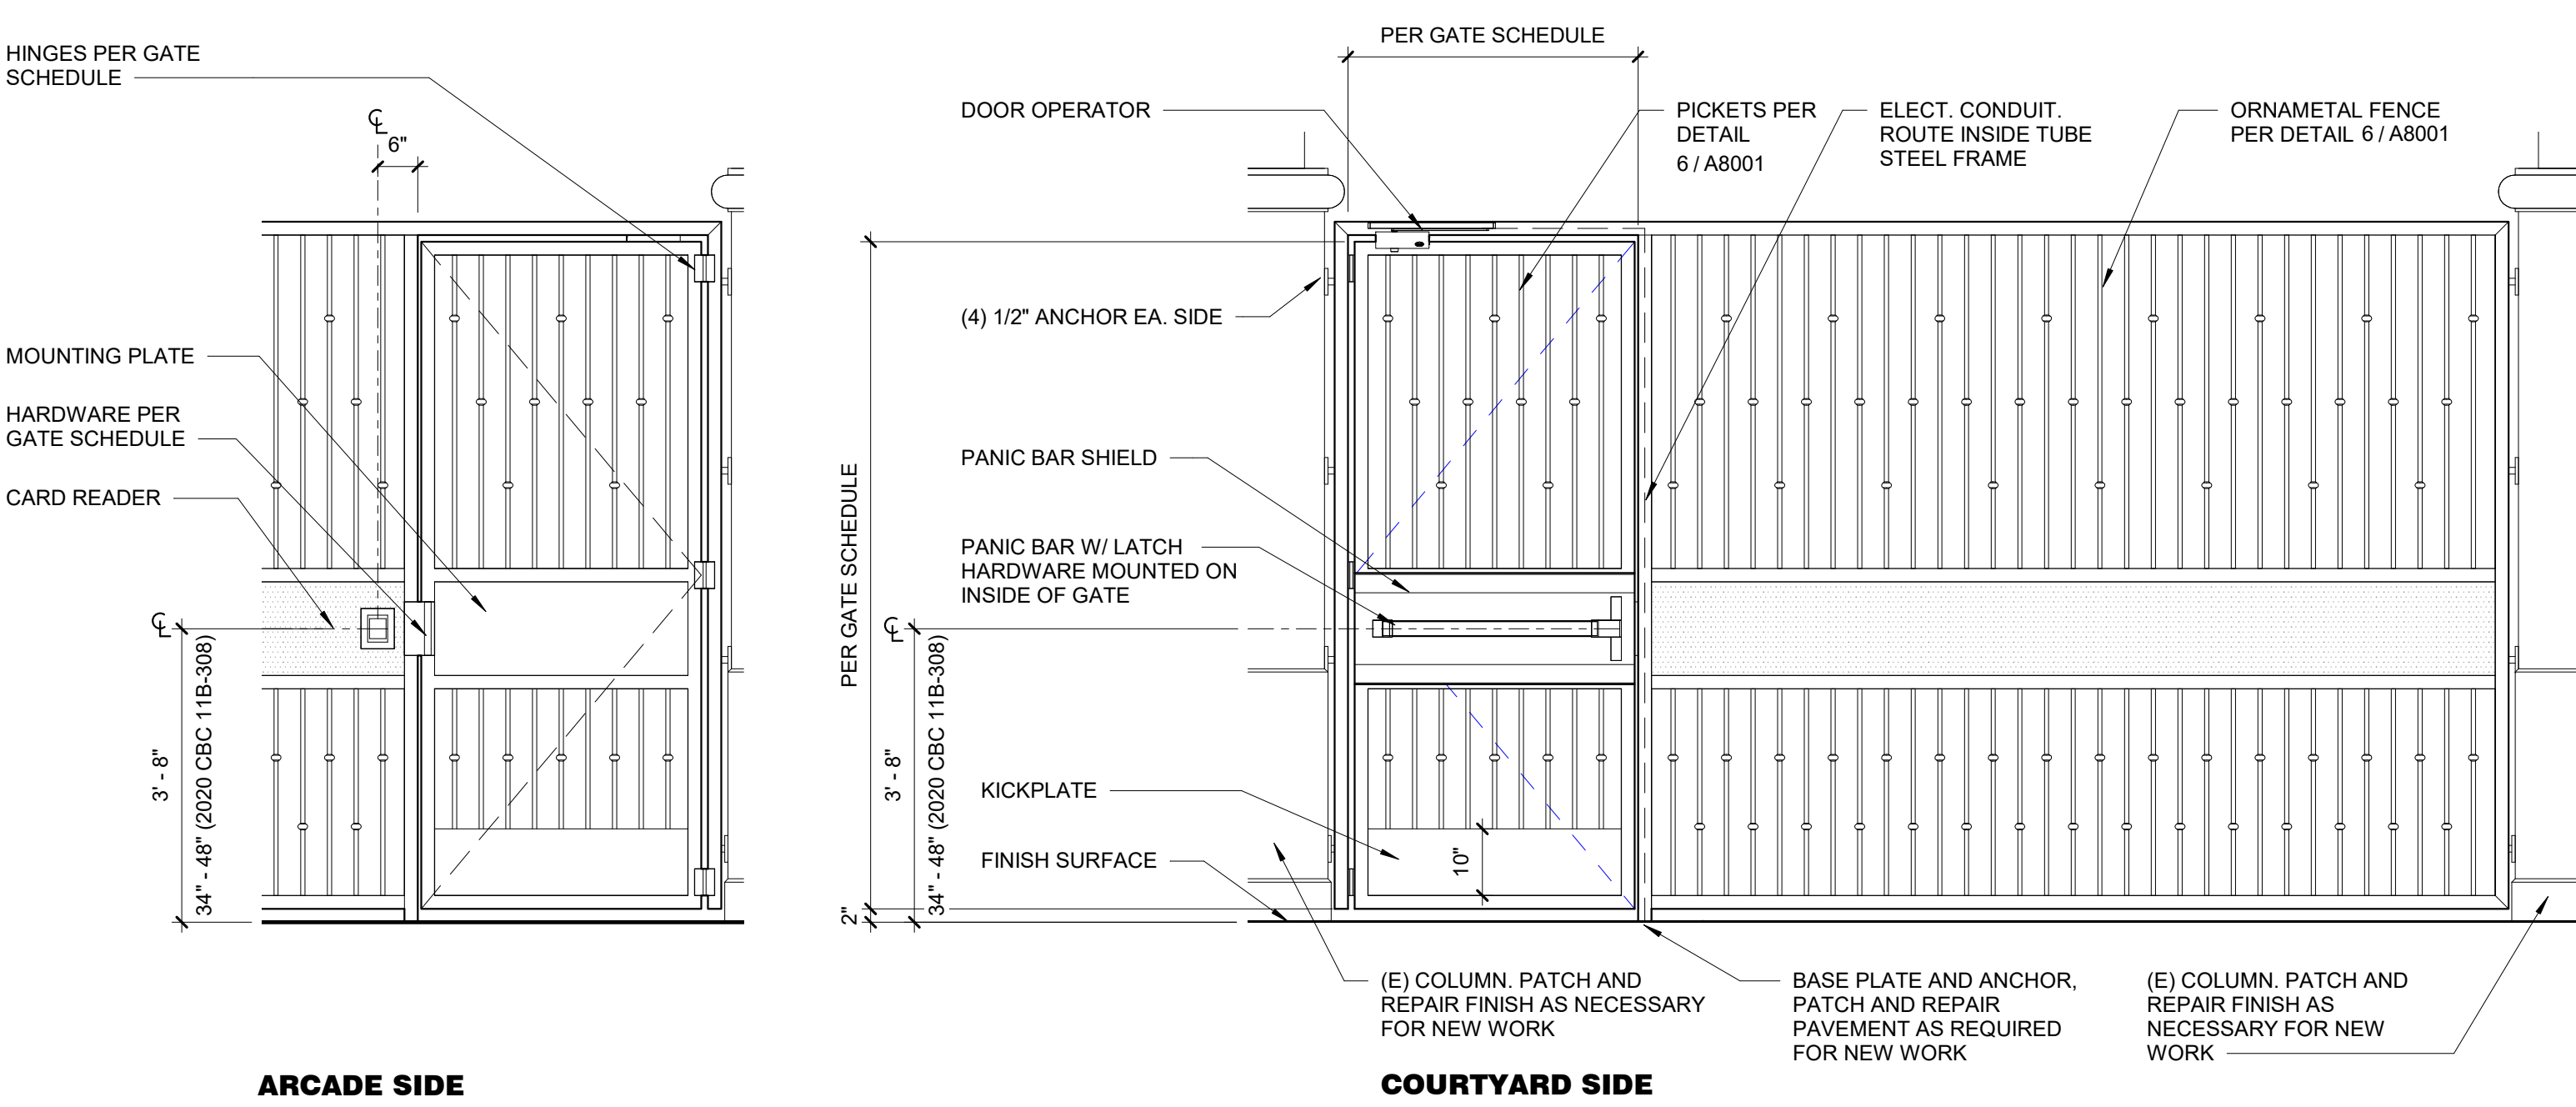 HINGES PER GATE
SCHEDULE
℄
6"
MOUNTING PLATE
HARDWARE PER
GATE SCHEDULE
CARD READER
℄
3' - 8"
34" - 48" (2020 CBC 11B-308)
ARCADE SIDE
PER GATE SCHEDULE
DOOR OPERATOR
PICKETS PER
DETAIL
6 / A8001
ELECT. CONDUIT.
ROUTE INSIDE TUBE
STEEL FRAME
ORNAMETAL FENCE
PER DETAIL 6 / A8001
(4) 1/2" ANCHOR EA. SIDE
PANIC BAR SHIELD
PANIC BAR W/ LATCH
HARDWARE MOUNTED ON
INSIDE OF GATE
PER GATE SCHEDULE
℄
3' - 8"
34" - 48" (2020 CBC 11B-308)
2"
KICKPLATE
10"
FINISH SURFACE
(E) COLUMN. PATCH AND
REPAIR FINISH AS NECESSARY
FOR NEW WORK
BASE PLATE AND ANCHOR,
PATCH AND REPAIR
PAVEMENT AS REQUIRED
FOR NEW WORK
(E) COLUMN. PATCH AND
REPAIR FINISH AS
NECESSARY FOR NEW
WORK
COURTYARD SIDE